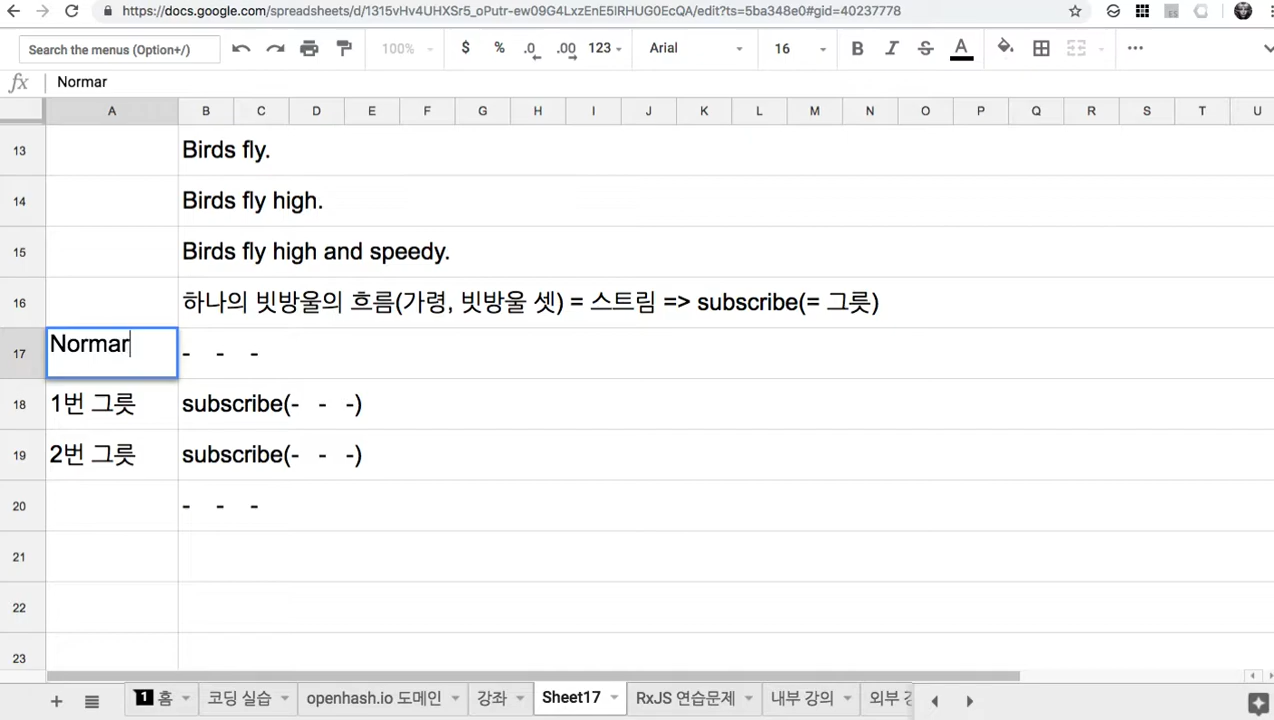 https://docs.google.com/spreadsheets/d/1315vHv4UHXSr5_oPutr-ew09G4LxzEnE5lRHUG0EcQA/edit?ts=5ba348e0#gid=40237778
Search the menus (Option+/) 100% $ % .0 .00 123 Arial 16 B I S A
fx Normar
A B C D E F G H I J K L M N O P Q R S T U
13 Birds fly.
14 Birds fly high.
15 Birds fly high and speedy.
16 하나의 빗방울의 흐름(가령, 빗방울 셋) = 스트림 => subscribe(= 그릇)
17 Normar - - -
18 1번 그릇 subscribe(- - -)
19 2번 그릇 subscribe(- - -)
20 - - -
21
22
23
+ 1 홈 코딩 실습 openhash.io 도메인 강좌 Sheet17 RxJS 연습문제 내부 강의 외부